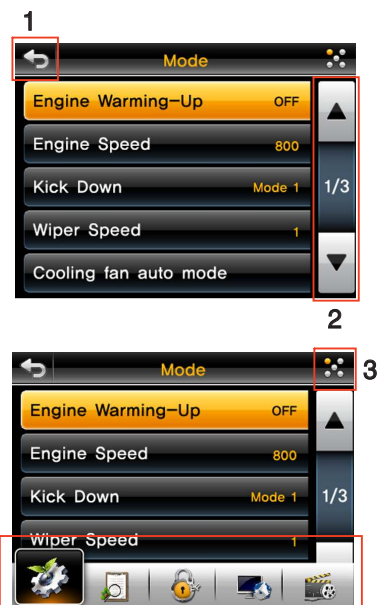 1
Mode
Engine Warming-Up OFF
Engine Speed 800
Kick Down Mode 1
1/3
Wiper Speed 1
Cooling fan auto mode
2
Mode
3
Engine Warming-Up OFF
Engine Speed 800
Kick Down Mode 1
1/3
Wiper Speed 1